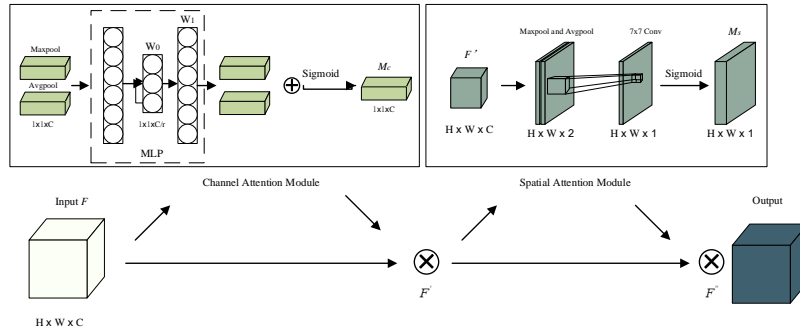 Maxpool
Avgpool
1x1xC
W0
1x1xC/r
W1
MLP
Sigmoid
Mc
1x1xC
F'
H x W x C
Maxpool and Avgpool
H x W x 2
7x7 Conv
H x W x 1
Sigmoid
Ms
H x W x 1
Channel Attention Module
Spatial Attention Module
Input F
H x W x C
F'
F''
Output